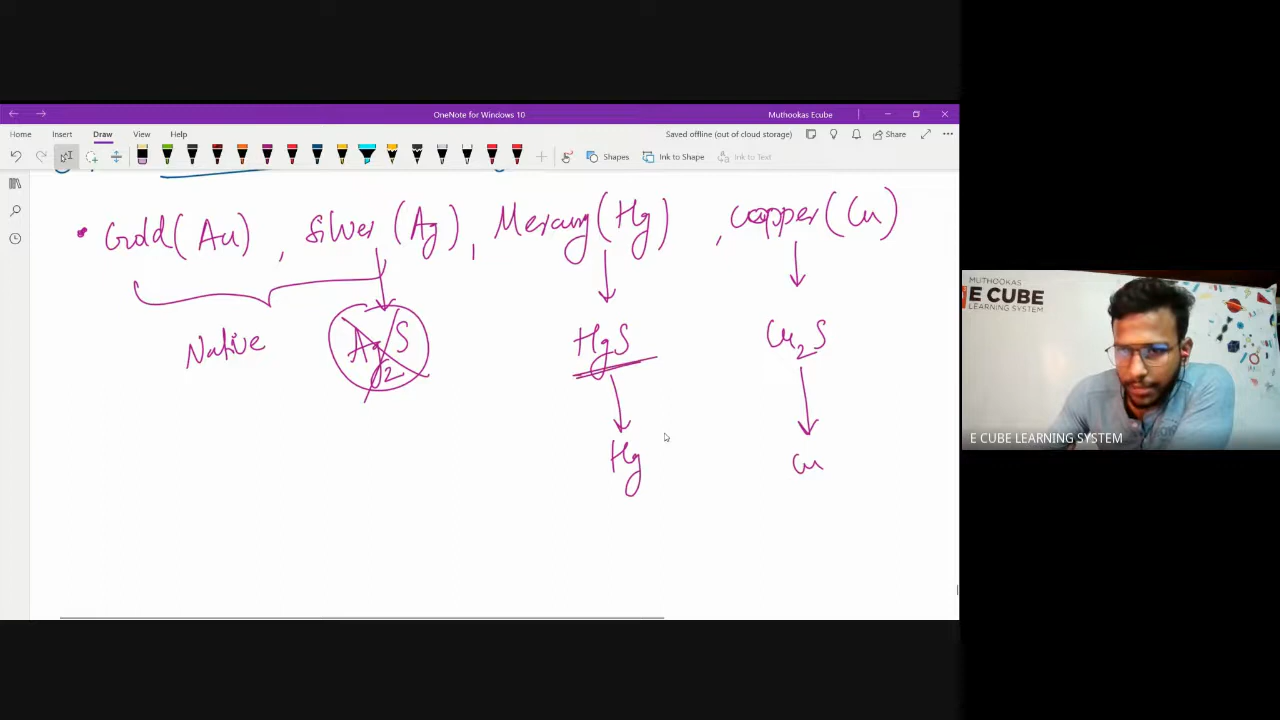 OneNote for Windows 10
Muthookas Ecube
Home Insert Draw View Help
Saved offline (out of cloud storage)
Share
Shapes
Ink to Shape
Ink to Text
• Gold (Au), Silver (Ag), Mercury (Hg), Copper (Cu)
Native
Ag2S
HgS
Cu2S
Hg
Cu
MUTHOOKAS
E CUBE
LEARNING SYSTEM
E CUBE LEARNING SYSTEM